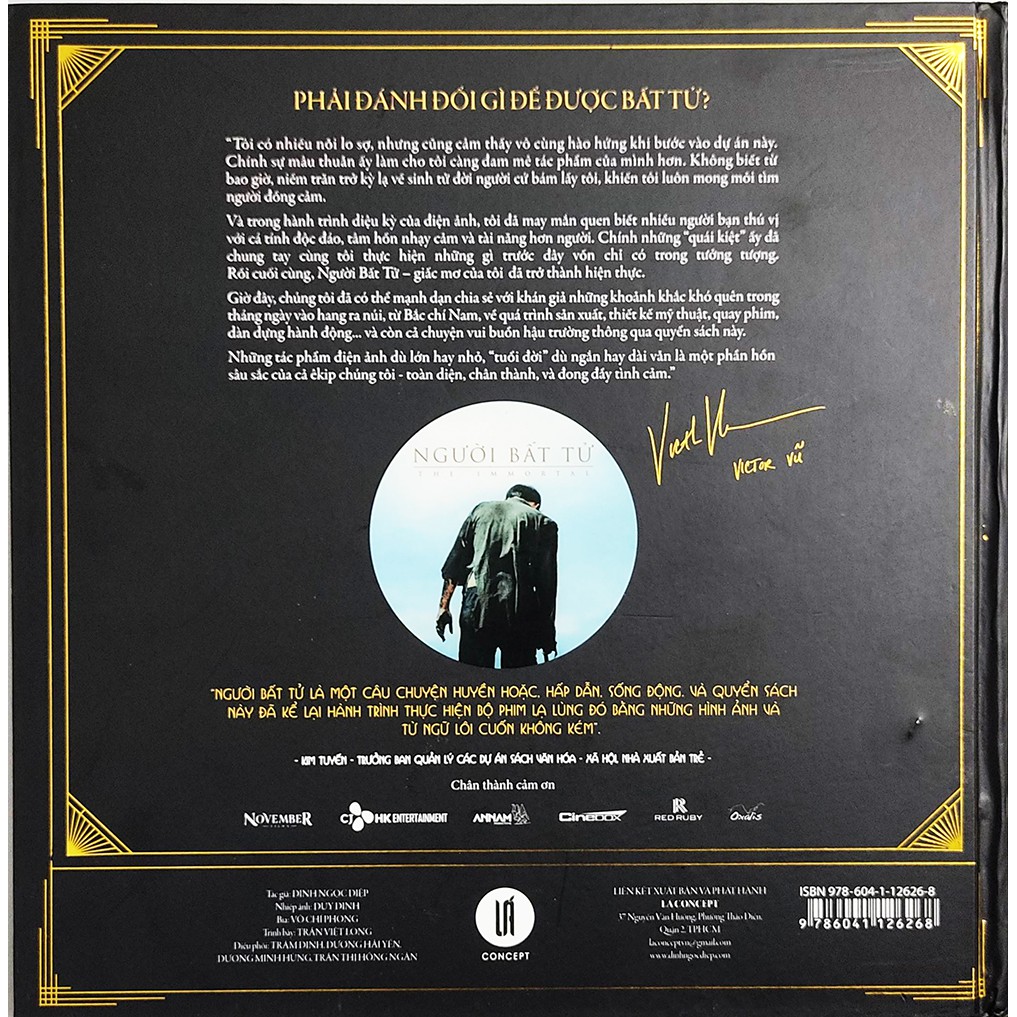 PHẢI ĐÁNH ĐỔI GÌ ĐỂ ĐƯỢC BẤT TỬ?
“Tôi có nhiều nỗi lo sợ, nhưng cũng cảm thấy vô cùng hào hứng khi bước vào dự án này.
Chính sự mâu thuẫn ấy làm cho tôi càng đam mê tác phẩm của mình hơn. Không biết từ
bao giờ, niềm trăn trở kỳ lạ về sinh tử đời người cứ bám lấy tôi, khiến tôi luôn mong mỏi tìm
người đồng cảm.
Và trong hành trình diệu kỳ của điện ảnh, tôi đã may mắn quen biết nhiều người bạn thú vị
với cá tính độc đáo, tâm hồn nhạy cảm và tài năng hơn người. Chính những “quái kiệt” ấy đã
chung tay cùng tôi thực hiện những gì trước đây vốn chỉ có trong tưởng tượng.
Rồi cuối cùng, Người Bất Tử – giấc mơ của tôi đã trở thành hiện thực.
Giờ đây, chúng tôi đã có thể mạnh dạn chia sẻ với khán giả những khoảnh khắc khó quên trong
tháng ngày vào hang ra núi, từ Bắc chí Nam, về quá trình sản xuất, thiết kế mỹ thuật, quay phim,
dàn dựng hành động... và còn cả chuyện vui buồn hậu trường thông qua quyển sách này.
Những tác phẩm điện ảnh dù lớn hay nhỏ, “tuổi đời” dù ngắn hay dài vẫn là một phần hồn
sâu sắc của cả êkíp chúng tôi - toàn diện, chân thành, và đong đầy tình cảm.”
VICTOR VŨ
NGƯỜI BẤT TỬ
THE IMMORTAL
"NGƯỜI BẤT TỬ LÀ MỘT CÂU CHUYỆN HUYỀN HOẶC, HẤP DẪN, SỐNG ĐỘNG. VÀ QUYỂN SÁCH
NÀY ĐÃ KỂ LẠI HÀNH TRÌNH THỰC HIỆN BỘ PHIM LẠ LÙNG ĐÓ BẰNG NHỮNG HÌNH ẢNH VÀ
TỪ NGỮ LÔI CUỐN KHÔNG KÉM".
- KIM TUYẾN - TRƯỞNG BAN QUẢN LÝ CÁC DỰ ÁN SÁCH VĂN HÓA - XÃ HỘI, NHÀ XUẤT BẢN TRẺ -
Chân thành cảm ơn
NOVEMBER FILMS CJ HK ENTERTAINMENT ANNAM Cinebox RED RUBY Oxalis
Tác giả: ĐINH NGỌC DIỆP
Nhiếp ảnh: DUY DINH
Bìa: VÕ CHÍ PHONG
Trình bày: TRẦN VIỆT LONG
Điều phối: TRÂM DINH, DƯƠNG HẢI YẾN,
DƯƠNG MINH HÙNG, TRẦN THỊ HỒNG NGÂN
LÁ
CONCEPT
LIÊN KẾT XUẤT BẢN VÀ PHÁT HÀNH
LA CONCEPT
37 Nguyễn Văn Hưởng, Phường Thảo Điền,
Quận 2, TPHCM
laconceptvn@gmail.com
www.dinhngocdiep.com
ISBN 978-604-1-12626-8
9 786041 126268